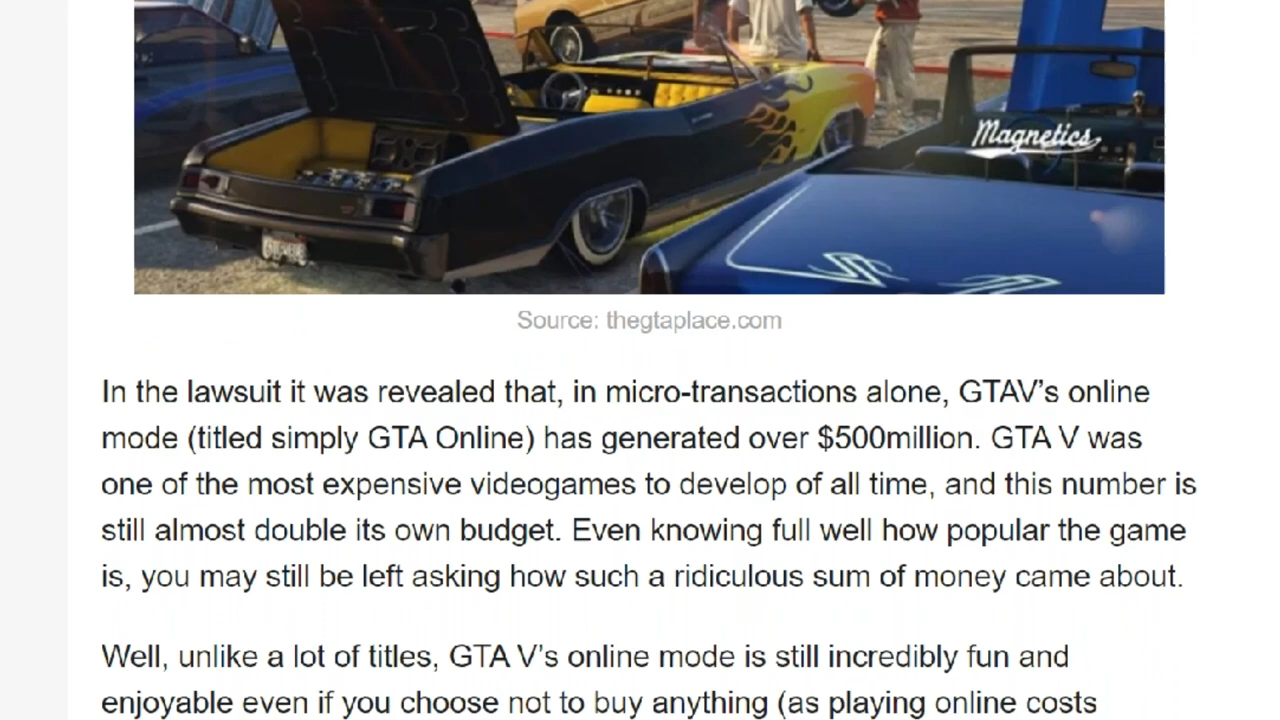 Magnetics
Source: thegtaplace.com
In the lawsuit it was revealed that, in micro-transactions alone, GTAV’s online
mode (titled simply GTA Online) has generated over $500million. GTA V was
one of the most expensive videogames to develop of all time, and this number is
still almost double its own budget. Even knowing full well how popular the game
is, you may still be left asking how such a ridiculous sum of money came about.
Well, unlike a lot of titles, GTA V’s online mode is still incredibly fun and
enjoyable even if you choose not to buy anything (as playing online costs